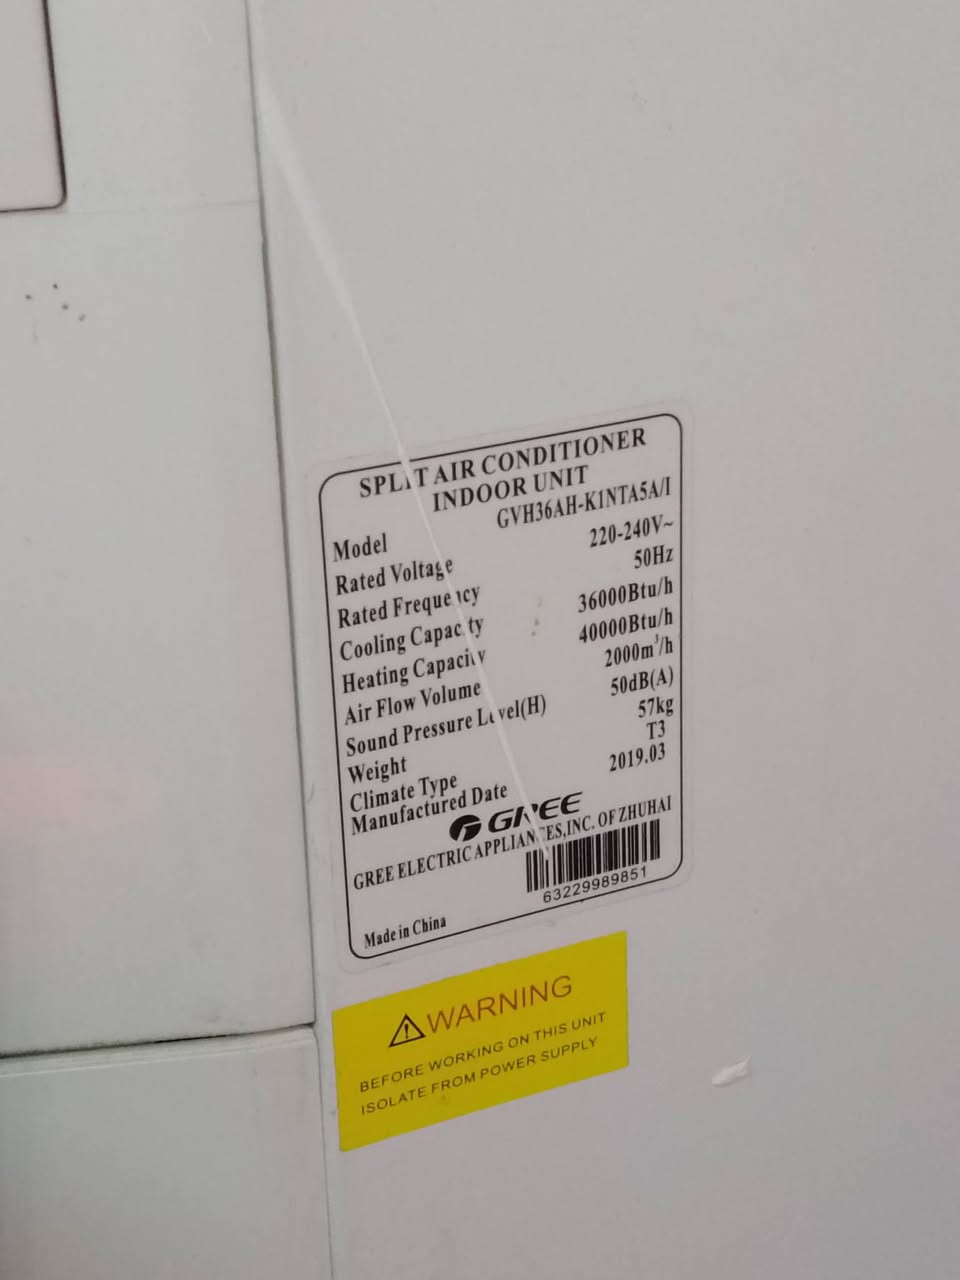 SPLIT AIR CONDITIONER
INDOOR UNIT
Model GVH36AH-K1NTA5A/I
Rated Voltage 220-240V~
Rated Frequency 50Hz
Cooling Capacity 36000Btu/h
Heating Capacity 40000Btu/h
Air Flow Volume 2000m³/h
Sound Pressure Level(H) 50dB(A)
Weight 57kg
Climate Type T3
Manufactured Date 2019.03
GREE
GREE ELECTRIC APPLIANCES,INC. OF ZHUHAI
63229989851
Made in China
WARNING
BEFORE WORKING ON THIS UNIT
ISOLATE FROM POWER SUPPLY